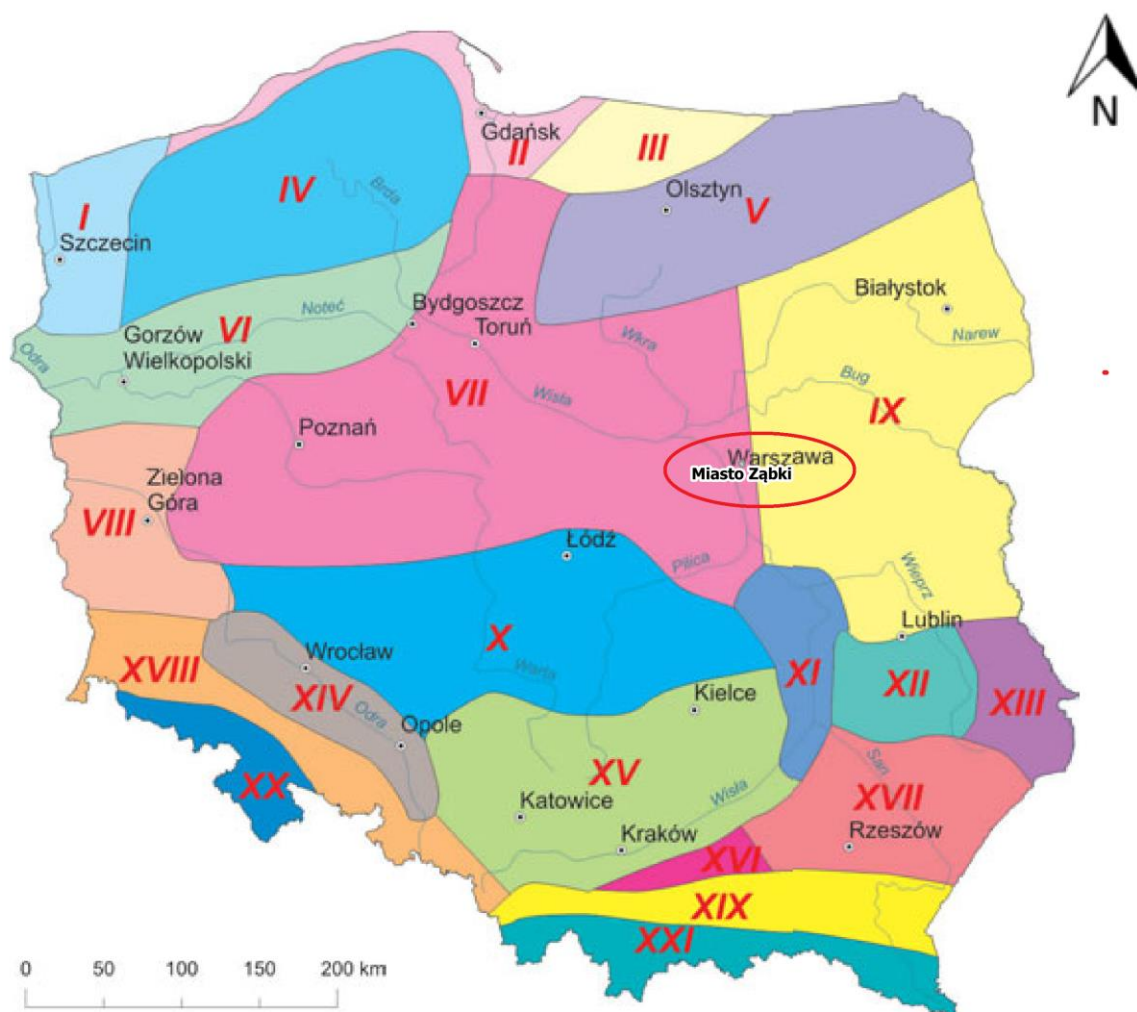 N
Gdańsk
II
III
IV
Brda
Olsztyn
V
I
Szczecin
Białystok
Narew
Noteć
Bydgoszcz
Toruń
VI
Gorzów
Wielkopolski
Odra
Wkra
VII
Wisła
Bug
IX
Poznań
Warszawa
Miasto Ząbki
Zielona
Góra
VIII
Łódź
Pilica
Wieprz
Lublin
X
Warta
Wrocław
XVIII
XIV
Odra
Opole
Kielce
XI
XII
XIII
XX
XV
Wisła
San
XVII
Katowice
Kraków
Rzeszów
XVI
XIX
XXI
0 50 100 150 200 km